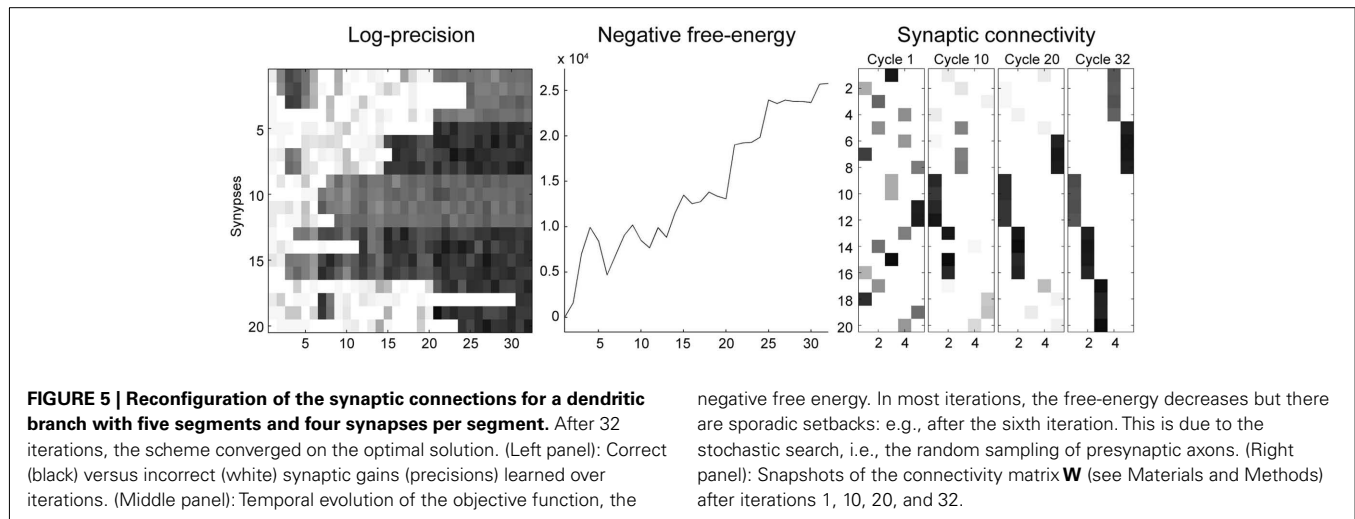 Log-precision
Negative free-energy
Synaptic connectivity
Cycle 1
Cycle 10
Cycle 20
Cycle 32
Synypses
5
10
15
20
5
10
15
20
25
30
x 10⁴
2.5
2.0
1.5
1.0
0.5
0
5
10
15
20
25
30
2
4
6
8
10
12
14
16
18
20
2
4
2
4
2
4
2
4
FIGURE 5 | Reconfiguration of the synaptic connections for a dendritic
branch with five segments and four synapses per segment. After 32
iterations, the scheme converged on the optimal solution. (Left panel): Correct
(black) versus incorrect (white) synaptic gains (precisions) learned over
iterations. (Middle panel): Temporal evolution of the objective function, the
negative free energy. In most iterations, the free-energy decreases but there
are sporadic setbacks: e.g., after the sixth iteration. This is due to the
stochastic search, i.e., the random sampling of presynaptic axons. (Right
panel): Snapshots of the connectivity matrix W (see Materials and Methods)
after iterations 1, 10, 20, and 32.